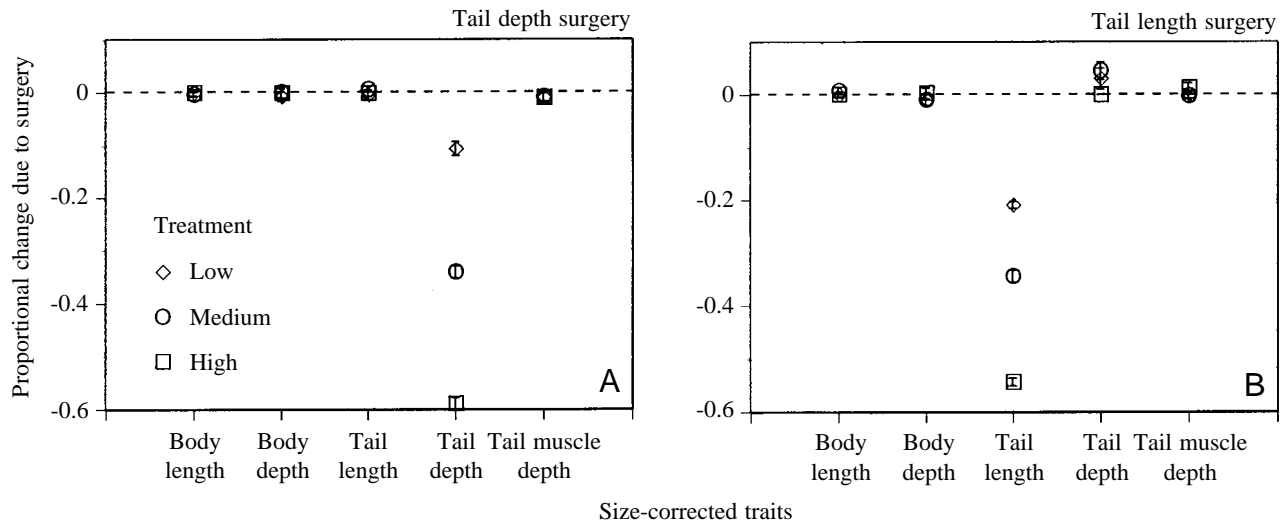 Tail depth surgery
Tail length surgery
Proportional change due to surgery
0
-0.2
-0.4
-0.6
Treatment
Low
Medium
High
A
Body length
Body depth
Tail length
Tail depth
Tail muscle depth
0
-0.2
-0.4
-0.6
B
Body length
Body depth
Tail length
Tail depth
Tail muscle depth
Size-corrected traits